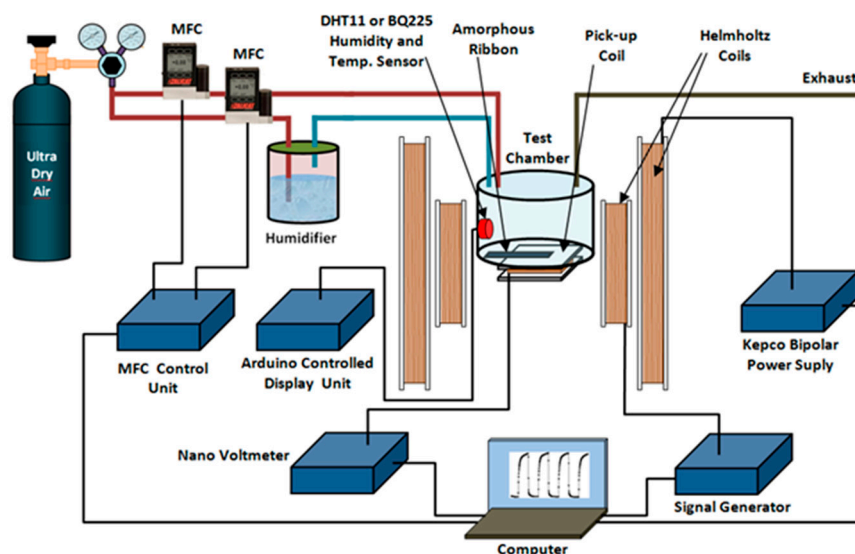 MFC
MFC
DHT11 or BQ225
Humidity and
Temp. Sensor
Amorphous
Ribbon
Pick-up
Coil
Helmholtz
Coils
Exhaust
Ultra
Dry
Air
Test
Chamber
Humidifier
MFC Control
Unit
Arduino Controlled
Display Unit
Kepco Bipolar
Power Suply
Nano Voltmeter
Signal Generator
Computer